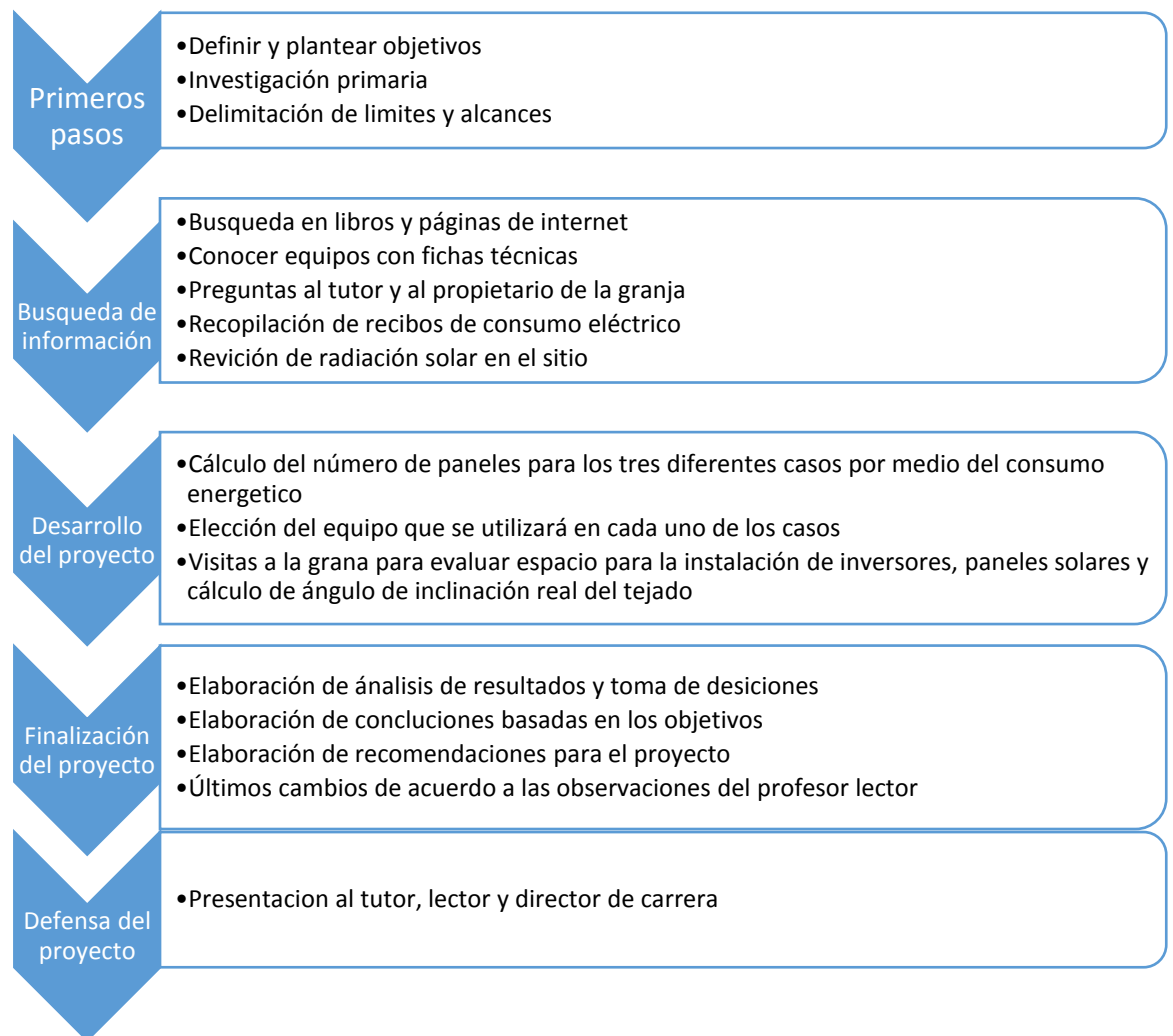 Primeros
pasos
•Definir y plantear objetivos
•Investigación primaria
•Delimitación de limites y alcances
Busqueda de
información
•Busqueda en libros y páginas de internet
•Conocer equipos con fichas técnicas
•Preguntas al tutor y al propietario de la granja
•Recopilación de recibos de consumo eléctrico
•Revición de radiación solar en el sitio
Desarrollo
del proyecto
•Cálculo del número de paneles para los tres diferentes casos por medio del consumo
energetico
•Elección del equipo que se utilizará en cada uno de los casos
•Visitas a la grana para evaluar espacio para la instalación de inversores, paneles solares y
cálculo de ángulo de inclinación real del tejado
Finalización
del proyecto
•Elaboración de ánalisis de resultados y toma de desiciones
•Elaboración de concluciones basadas en los objetivos
•Elaboración de recomendaciones para el proyecto
•Últimos cambios de acuerdo a las observaciones del profesor lector
Defensa del
proyecto
•Presentacion al tutor, lector y director de carrera